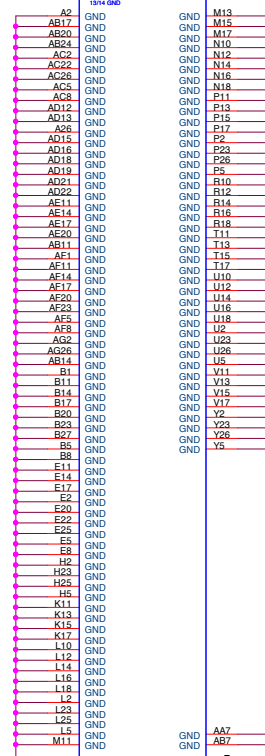 13/14 GND
A2 GND GND M13
AB17 GND GND M15
AB20 GND GND M17
AB24 GND GND N10
AC2 GND GND N12
AC22 GND GND N14
AC26 GND GND N16
AC5 GND GND N18
AC8 GND GND P11
AD12 GND GND P13
AD13 GND GND P15
A26 GND GND P17
AD15 GND GND P2
AD16 GND GND P23
AD18 GND GND P26
AD19 GND GND P5
AD21 GND GND R10
AD22 GND GND R12
AE11 GND GND R14
AE14 GND GND R16
AE17 GND GND R18
AE20 GND GND T11
AB11 GND GND T13
AF1 GND GND T15
AF11 GND GND T17
AF14 GND GND U10
AF17 GND GND U12
AF20 GND GND U14
AF23 GND GND U16
AF5 GND GND U18
AF8 GND GND U2
AG2 GND GND U23
AG26 GND GND U26
AB14 GND GND U5
B1 GND GND V11
B11 GND GND V13
B14 GND GND V15
B17 GND GND V17
B20 GND GND Y2
B23 GND GND Y23
B27 GND GND Y26
B5 GND GND Y5
B8 GND
E11 GND
E14 GND
E17 GND
E2 GND
E20 GND
E22 GND
E25 GND
E5 GND
E8 GND
H2 GND
H23 GND
H25 GND
H5 GND
K11 GND
K13 GND
K15 GND
K17 GND
L10 GND
L12 GND
L14 GND
L16 GND
L18 GND
L2 GND
L23 GND
L25 GND
L5 GND GND AA7
M11 GND GND AB7